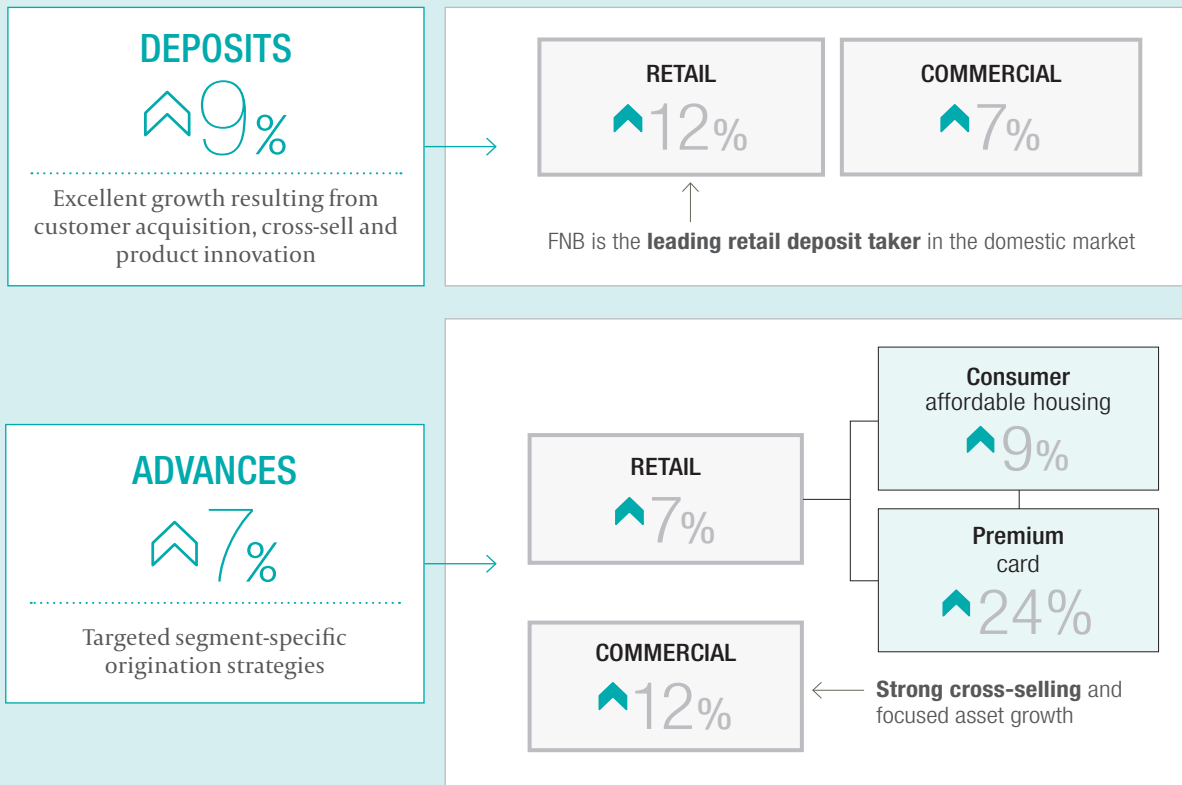 DEPOSITS
9%
Excellent growth resulting from
customer acquisition, cross-sell and
product innovation
RETAIL
12%
COMMERCIAL
7%
FNB is the leading retail deposit taker in the domestic market
ADVANCES
7%
Targeted segment-specific
origination strategies
RETAIL
7%
Consumer
affordable housing
9%
Premium
card
24%
COMMERCIAL
12%
Strong cross-selling and
focused asset growth